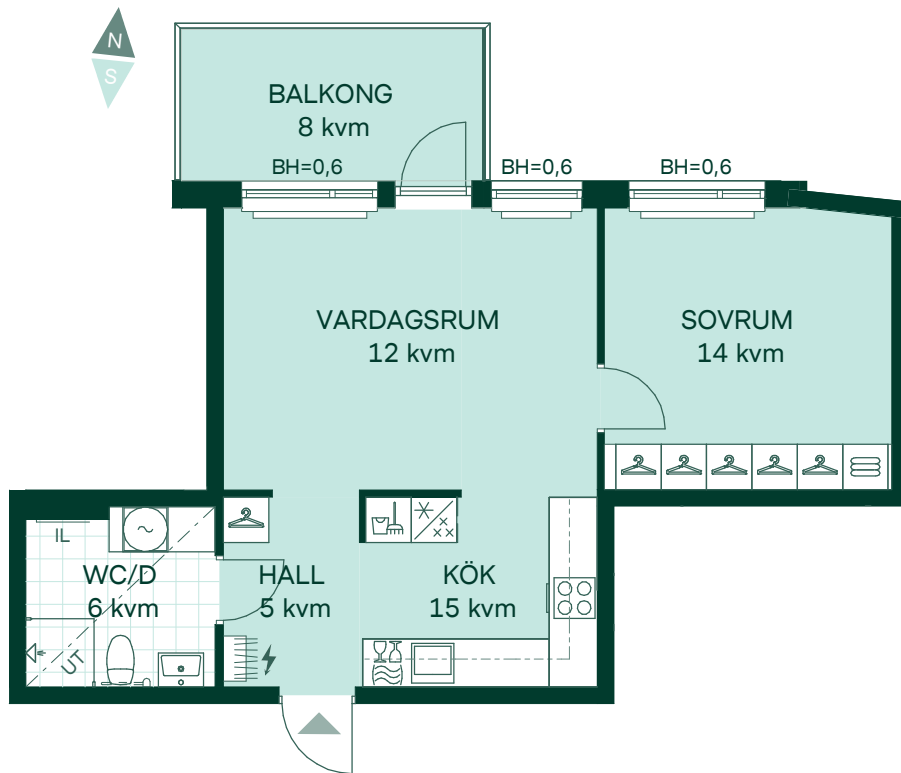 N
S
BALKONG
8 kvm
BH=0,6
BH=0,6
BH=0,6
VARDAGSRUM
12 kvm
SOVRUM
14 kvm
IL
WC/D
6 kvm
HALL
5 kvm
KÖK
15 kvm
UT